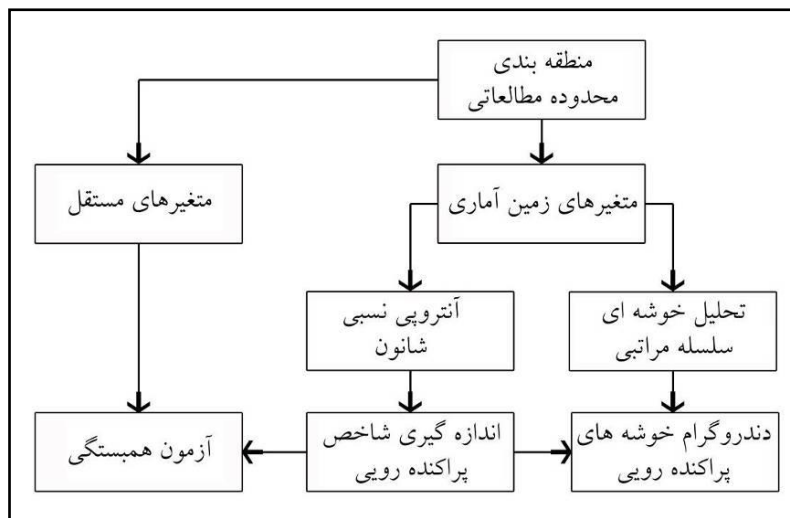 منطقه بندی
محدوده مطالعاتی
متغیرهای مستقل
متغیرهای زمین آماری
آنتروپی نسبی
شانون
تحلیل خوشه ای
سلسله مراتبی
آزمون همبستگی
اندازه گیری شاخص
پراکنده رویی
دندروگرام خوشه های
پراکنده رویی